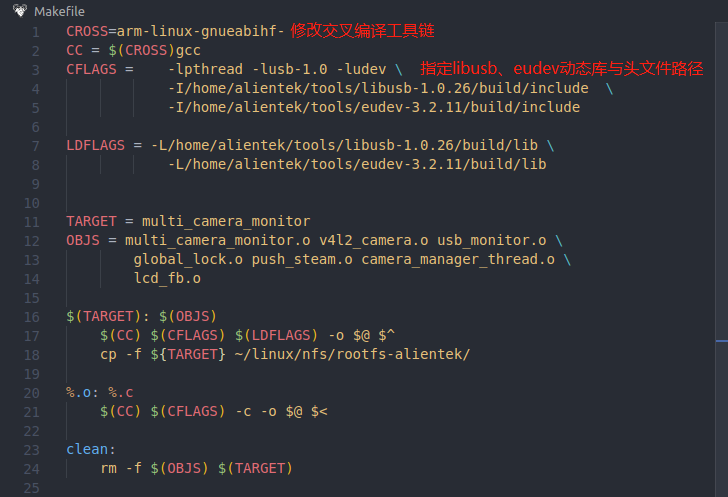 Makefile
1 CROSS=arm-linux-gnueabihf- 修改交叉编译工具链
2 CC = $(CROSS)gcc
3 CFLAGS = -lpthread -lusb-1.0 -ludev \ 指定libusb、eudev动态库与头文件路径
4 -I/home/alientek/tools/libusb-1.0.26/build/include \
5 -I/home/alientek/tools/eudev-3.2.11/build/include
6
7 LDFLAGS = -L/home/alientek/tools/libusb-1.0.26/build/lib \
8 -L/home/alientek/tools/eudev-3.2.11/build/lib
9
10
11 TARGET = multi_camera_monitor
12 OBJS = multi_camera_monitor.o v4l2_camera.o usb_monitor.o \
13 global_lock.o push_steam.o camera_manager_thread.o \
14 lcd_fb.o
15
16 $(TARGET): $(OBJS)
17 $(CC) $(CFLAGS) $(LDFLAGS) -o $@ $^
18 cp -f ${TARGET} ~/linux/nfs/rootfs-alientek/
19
20 %.o: %.c
21 $(CC) $(CFLAGS) -c -o $@ $<
22
23 clean:
24 rm -f $(OBJS) $(TARGET)
25